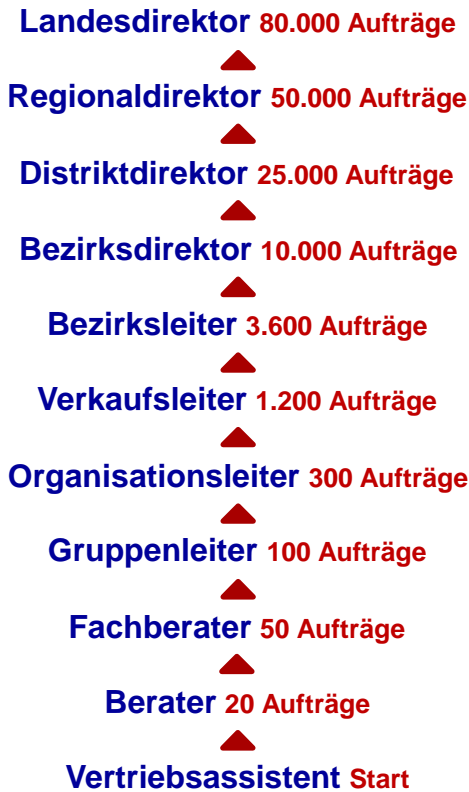 Landesdirektor 80.000 Aufträge
Regionaldirektor 50.000 Aufträge
Distriktdirektor 25.000 Aufträge
Bezirksdirektor 10.000 Aufträge
Bezirksleiter 3.600 Aufträge
Verkaufsleiter 1.200 Aufträge
Organisationsleiter 300 Aufträge
Gruppenleiter 100 Aufträge
Fachberater 50 Aufträge
Berater 20 Aufträge
Vertriebsassistent Start